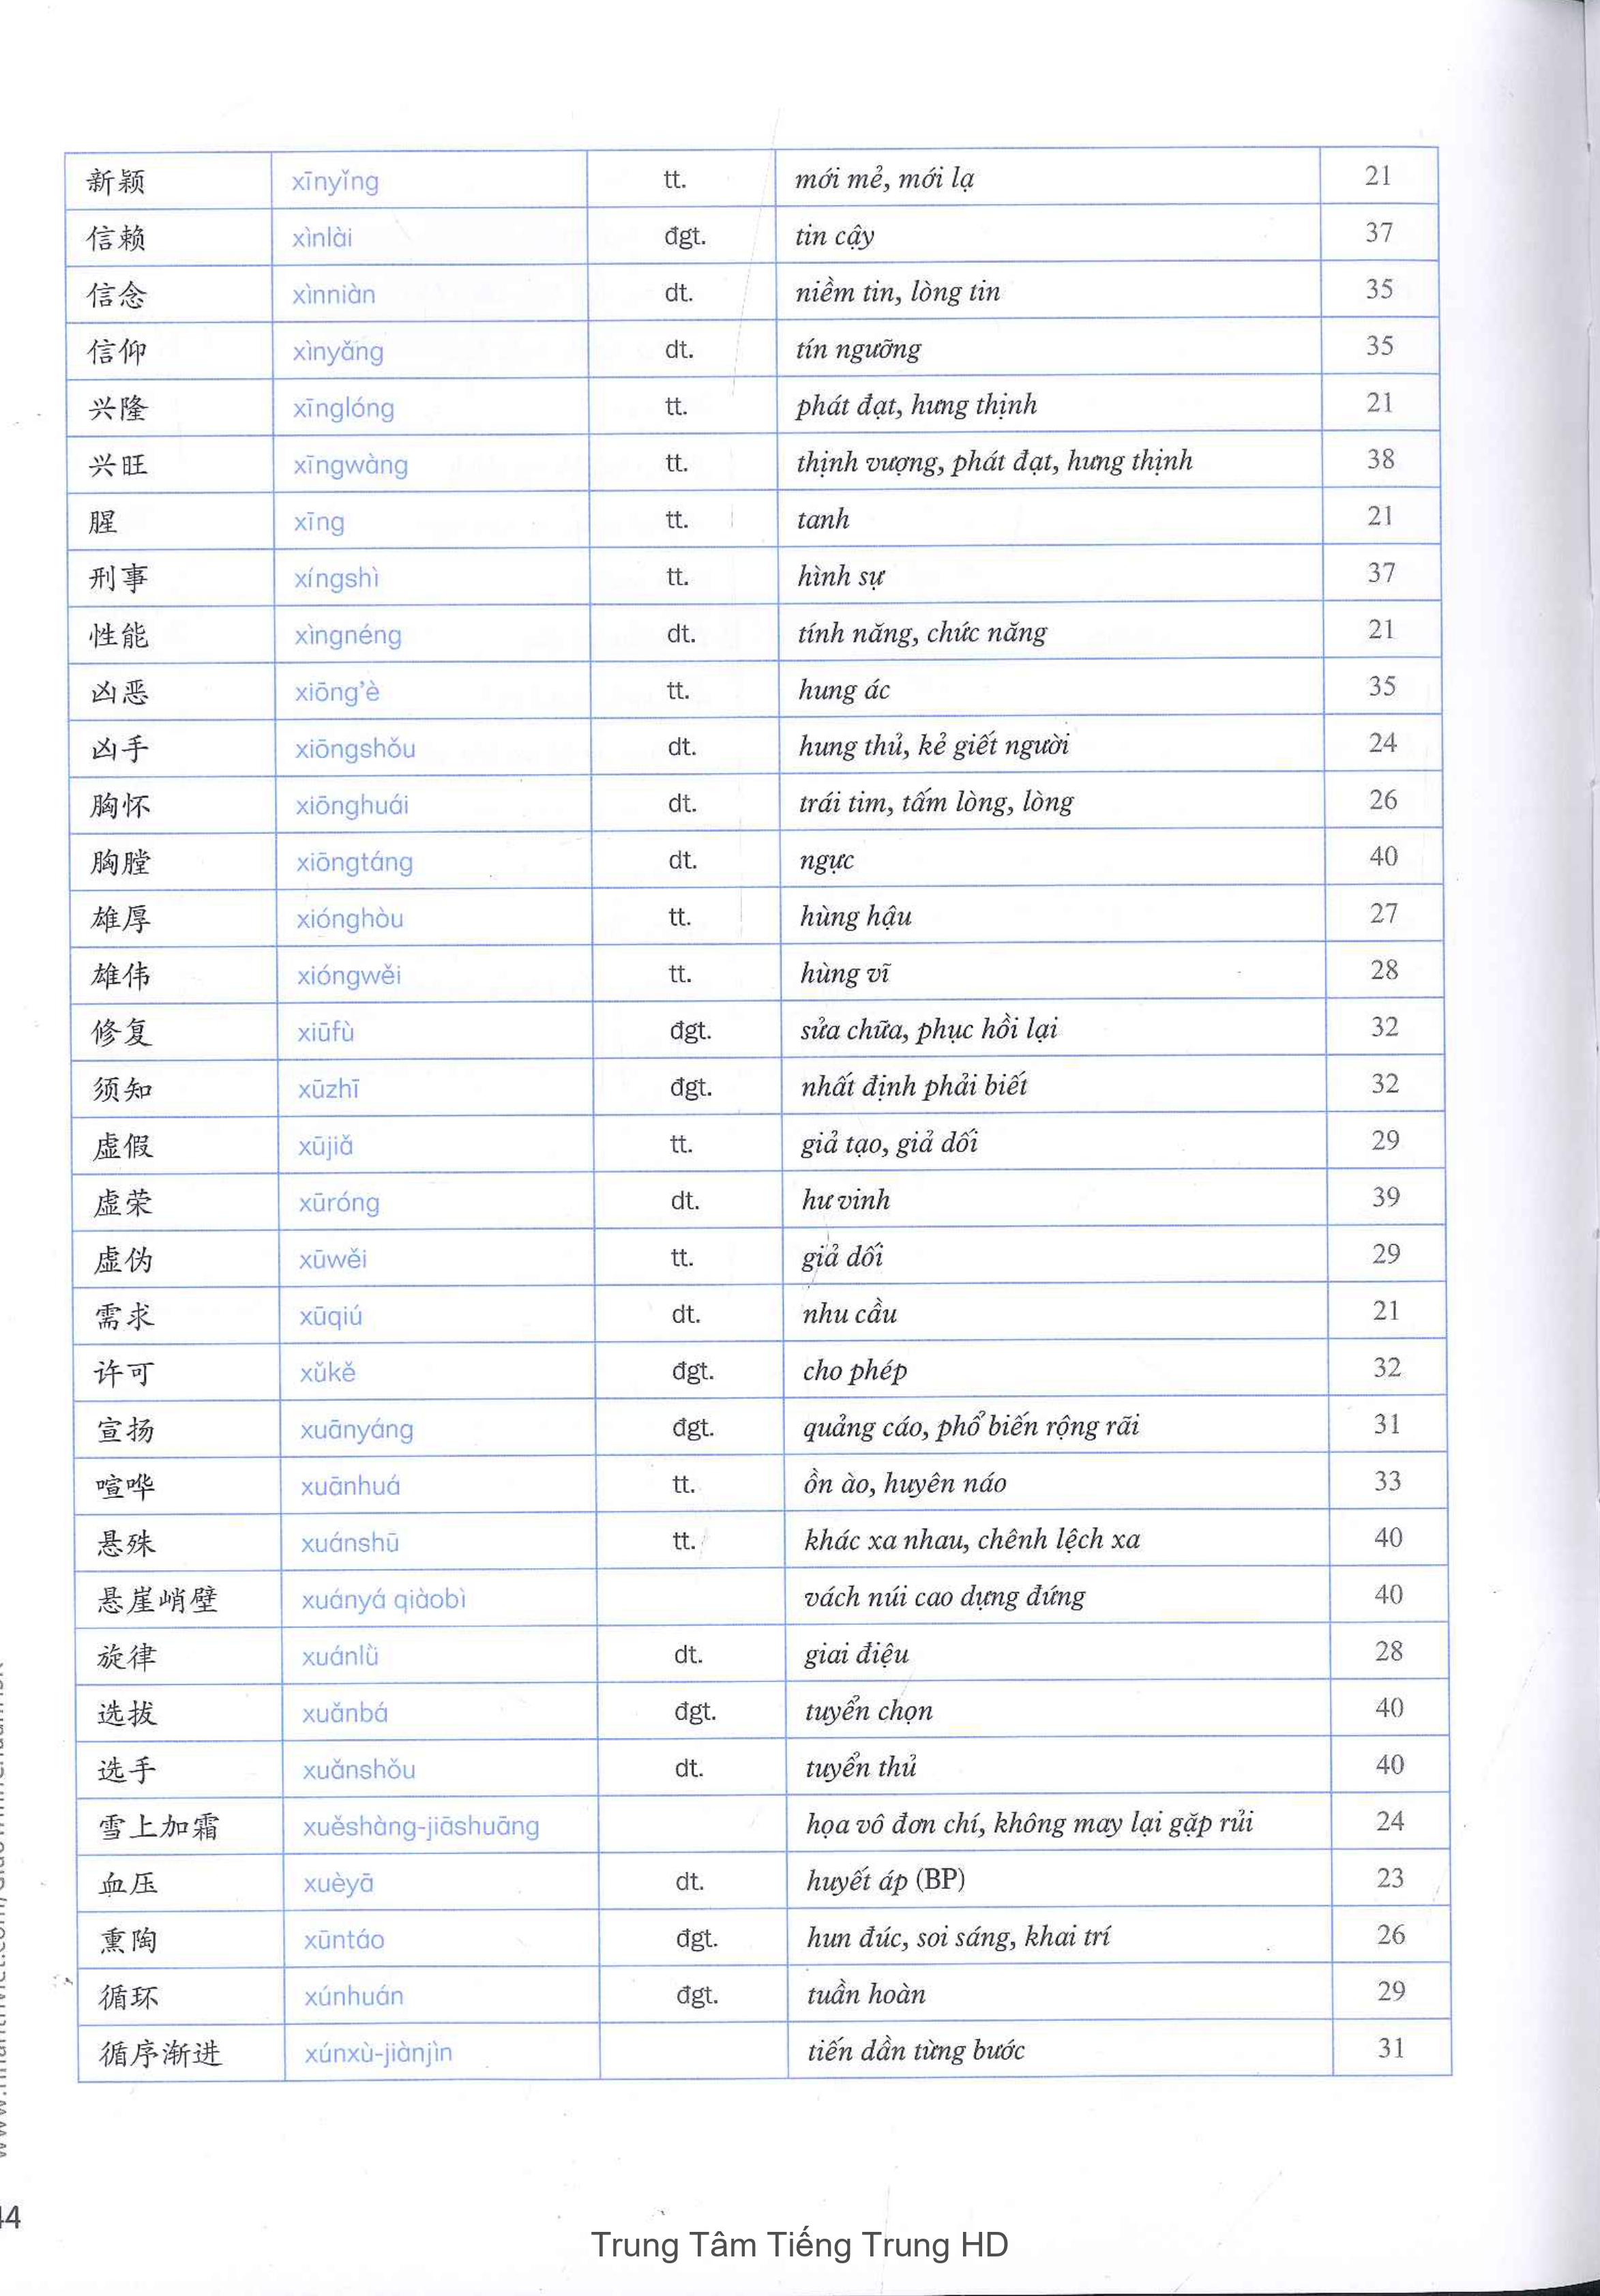 新颖 xīnyǐng tt. mới mẻ, mới lạ 21
信赖 xìnlài đgt. tin cậy 37
信念 xìnniàn dt. niềm tin, lòng tin 35
信仰 xìnyǎng dt. tín ngưỡng 35
兴隆 xīnglóng tt. phát đạt, hưng thịnh 21
兴旺 xīngwàng tt. thịnh vượng, phát đạt, hưng thịnh 38
腥 xīng tt. tanh 21
刑事 xíngshì tt. hình sự 37
性能 xìngnéng dt. tính năng, chức năng 21
凶恶 xiōng'è tt. hung ác 35
凶手 xiōngshǒu dt. hung thủ, kẻ giết người 24
胸怀 xiōnghuái dt. trái tim, tấm lòng, lòng 26
胸膛 xiōngtáng dt. ngực 40
雄厚 xiónghòu tt. hùng hậu 27
雄伟 xióngwěi tt. hùng vĩ 28
修复 xiūfù đgt. sửa chữa, phục hồi lại 32
须知 xūzhī đgt. nhất định phải biết 32
虚假 xūjiǎ tt. giả tạo, giả dối 29
虚荣 xūróng dt. hư vinh 39
虚伪 xūwěi tt. giả dối 29
需求 xūqiú dt. nhu cầu 21
许可 xǔkě đgt. cho phép 32
宣扬 xuānyáng đgt. quảng cáo, phổ biến rộng rãi 31
喧哗 xuānhuá tt. ồn ào, huyên náo 33
悬殊 xuánshū tt. khác xa nhau, chênh lệch xa 40
悬崖峭壁 xuányá qiàobì vách núi cao dựng đứng 40
旋律 xuánlǜ dt. giai điệu 28
选拔 xuǎnbá đgt. tuyển chọn 40
选手 xuǎnshǒu dt. tuyển thủ 40
雪上加霜 xuěshàng-jiāshuāng họa vô đơn chí, không may lại gặp rủi 24
血压 xuèyā dt. huyết áp (BP) 23
熏陶 xūntáo đgt. hun đúc, soi sáng, khai trí 26
循环 xúnhuán đgt. tuần hoàn 29
循序渐进 xúnxù-jiànjìn tiến dần từng bước 31
Trung Tâm Tiếng Trung HD